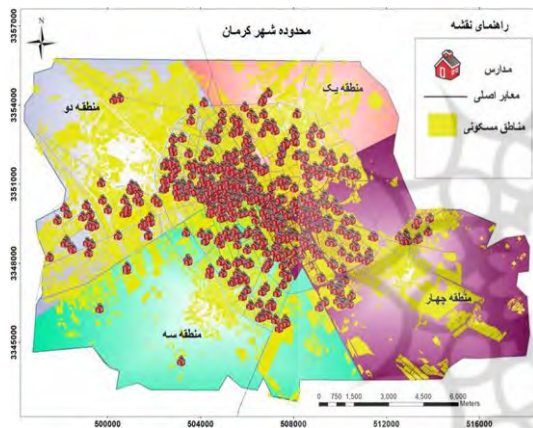 محدوده شهر کرمان
N
راهنمای نقشه
مدارس
معابر اصلی
مناطق مسکونی
منطقه یک
منطقه دو
منطقه سه
منطقه چهار
3357000
3354000
3351000
3348000
3345000
0 750 1,500 3,000 4,500 6,000
Meters
500000 504000 508000 512000 516000